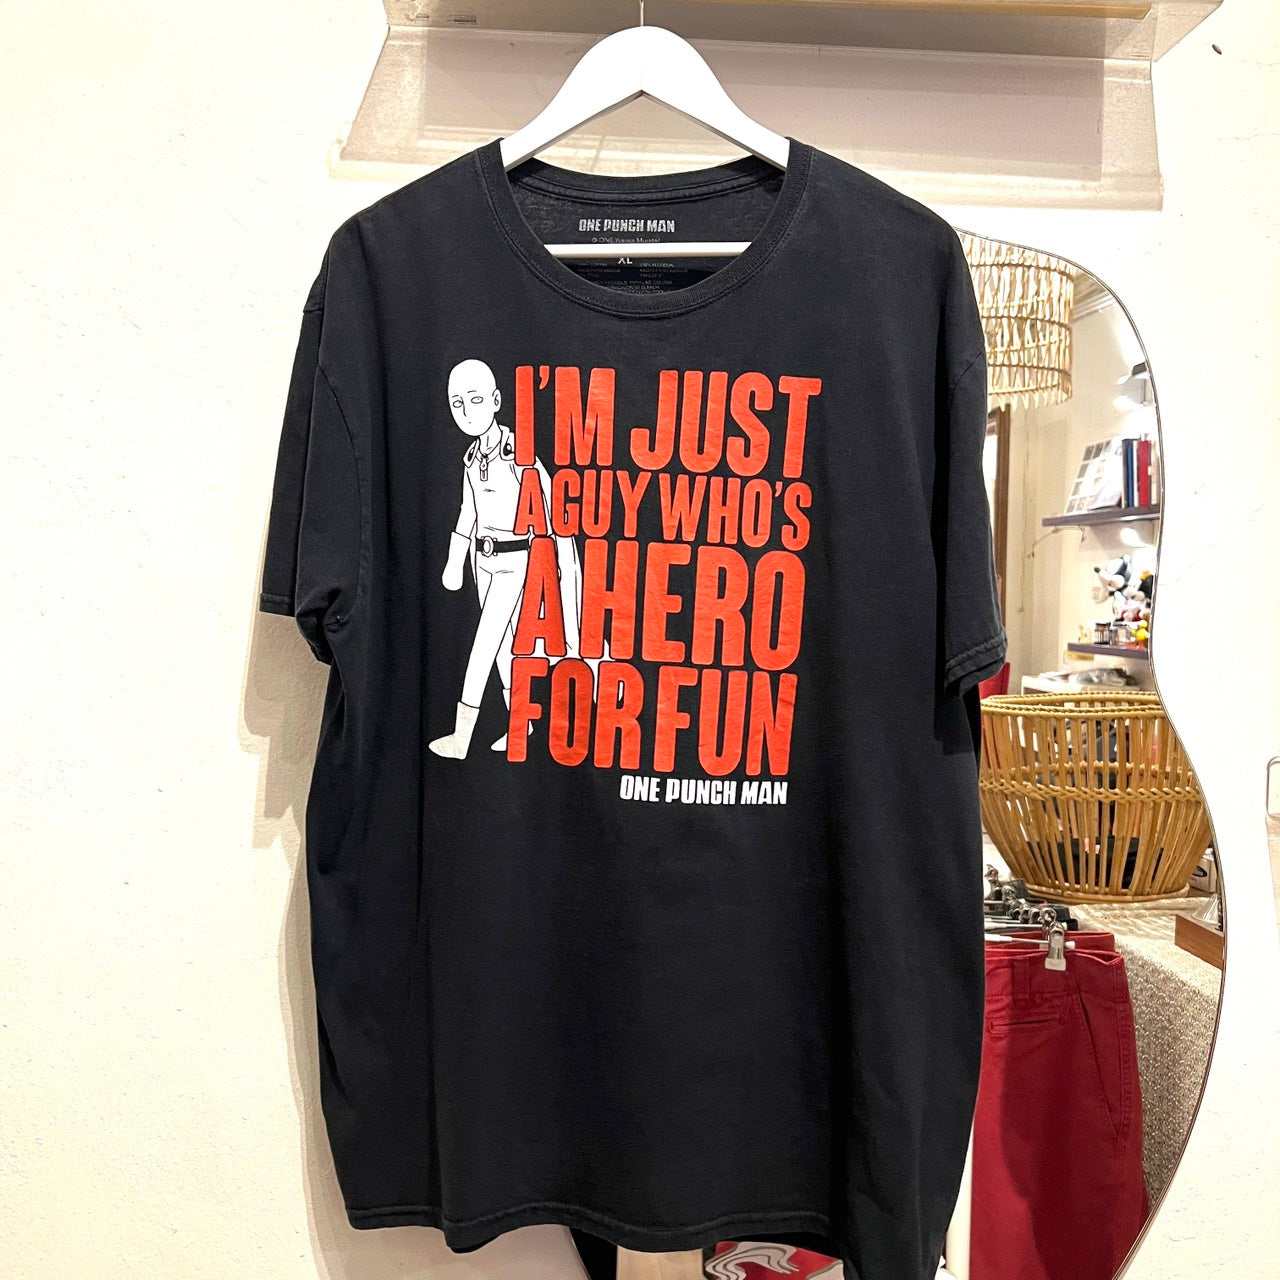 ONE PUNCH MAN
XL
I'M JUST
A GUY WHO'S
A HERO
FOR FUN
ONE PUNCH MAN